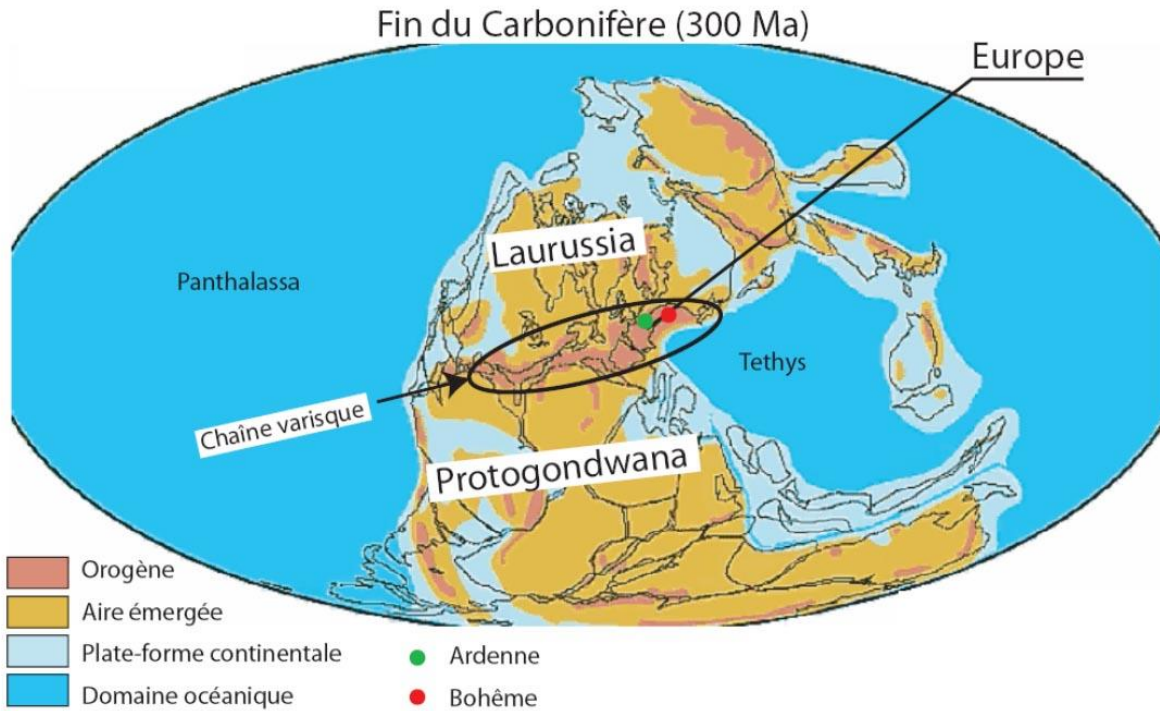 Fin du Carbonifère (300 Ma)
Europe
Laurussia
Panthalassa
Tethys
Chaîne varisque
Protogondwana
Orogène
Aire émergée
Plate-forme continentale
Domaine océanique
Ardenne
Bohême